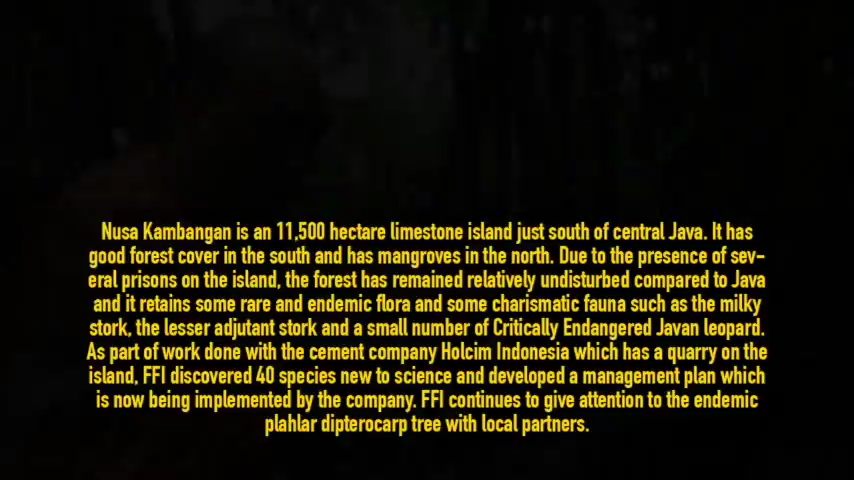 Nusa Kambangan is an 11,500 hectare limestone island just south of central Java. It has
good forest cover in the south and has mangroves in the north. Due to the presence of sev-
eral prisons on the island, the forest has remained relatively undisturbed compared to Java
and it retains some rare and endemic flora and some charismatic fauna such as the milky
stork, the lesser adjutant stork and a small number of Critically Endangered Javan leopard.
As part of work done with the cement company Holcim Indonesia which has a quarry on the
island, FFI discovered 40 species new to science and developed a management plan which
is now being implemented by the company. FFI continues to give attention to the endemic
plahlar dipterocarp tree with local partners.